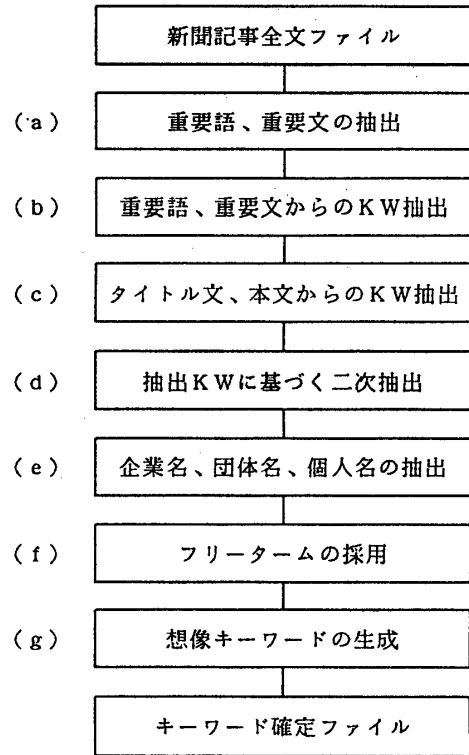 新聞記事全文ファイル
(a) 重要語、重要文の抽出
(b) 重要語、重要文からのKW抽出
(c) タイトル文、本文からのKW抽出
(d) 抽出KWに基づく二次抽出
(e) 企業名、団体名、個人名の抽出
(f) フリータームの採用
(g) 想像キーワードの生成
キーワード確定ファイル